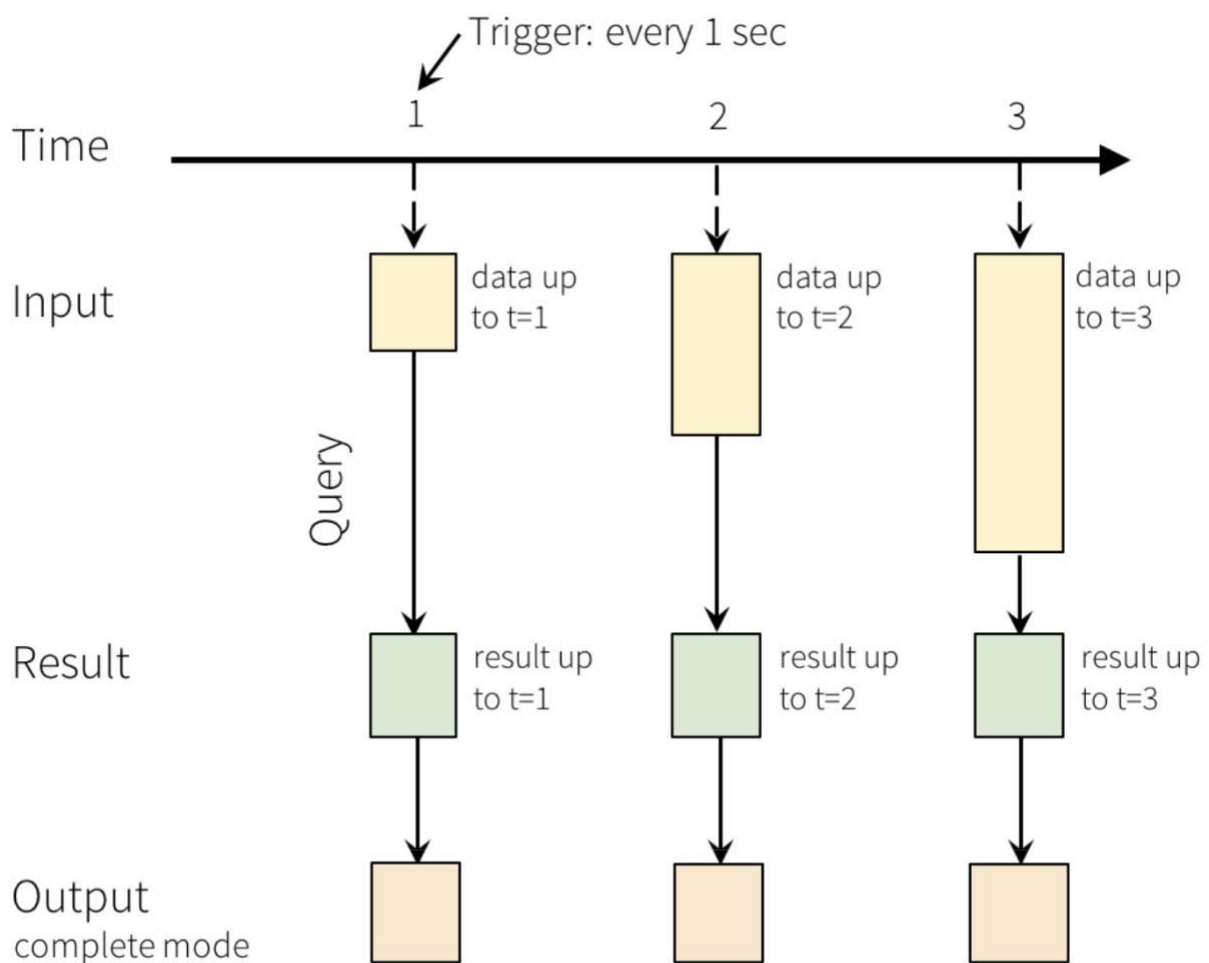 Trigger: every 1 sec
1 2 3
Time
Input
data up
to t=1
data up
to t=2
data up
to t=3
Query
Result
result up
to t=1
result up
to t=2
result up
to t=3
Output
complete mode